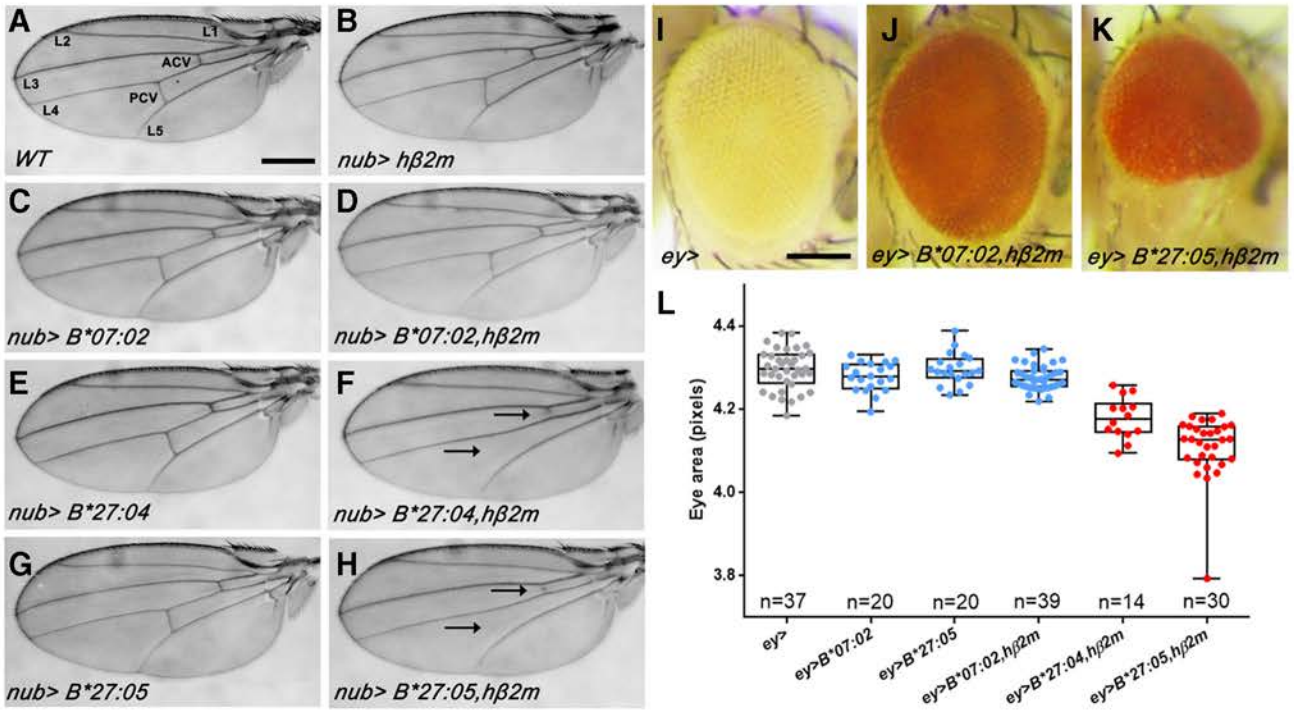 A
L1
L2
ACV
L3
PCV
L4
L5
WT
B
nub> hβ2m
C
nub> B*07:02
D
nub> B*07:02,hβ2m
E
nub> B*27:04
F
nub> B*27:04,hβ2m
G
nub> B*27:05
H
nub> B*27:05,hβ2m
I
ey>
J
ey> B*07:02,hβ2m
K
ey> B*27:05,hβ2m
L
Eye area (pixels)
4.4
4.2
4.0
3.8
n=37 n=20 n=20 n=39 n=14 n=30
ey>
ey>B*07:02
ey>B*27:05
ey>B*07:02,hβ2m
ey>B*27:04,hβ2m
ey>B*27:05,hβ2m